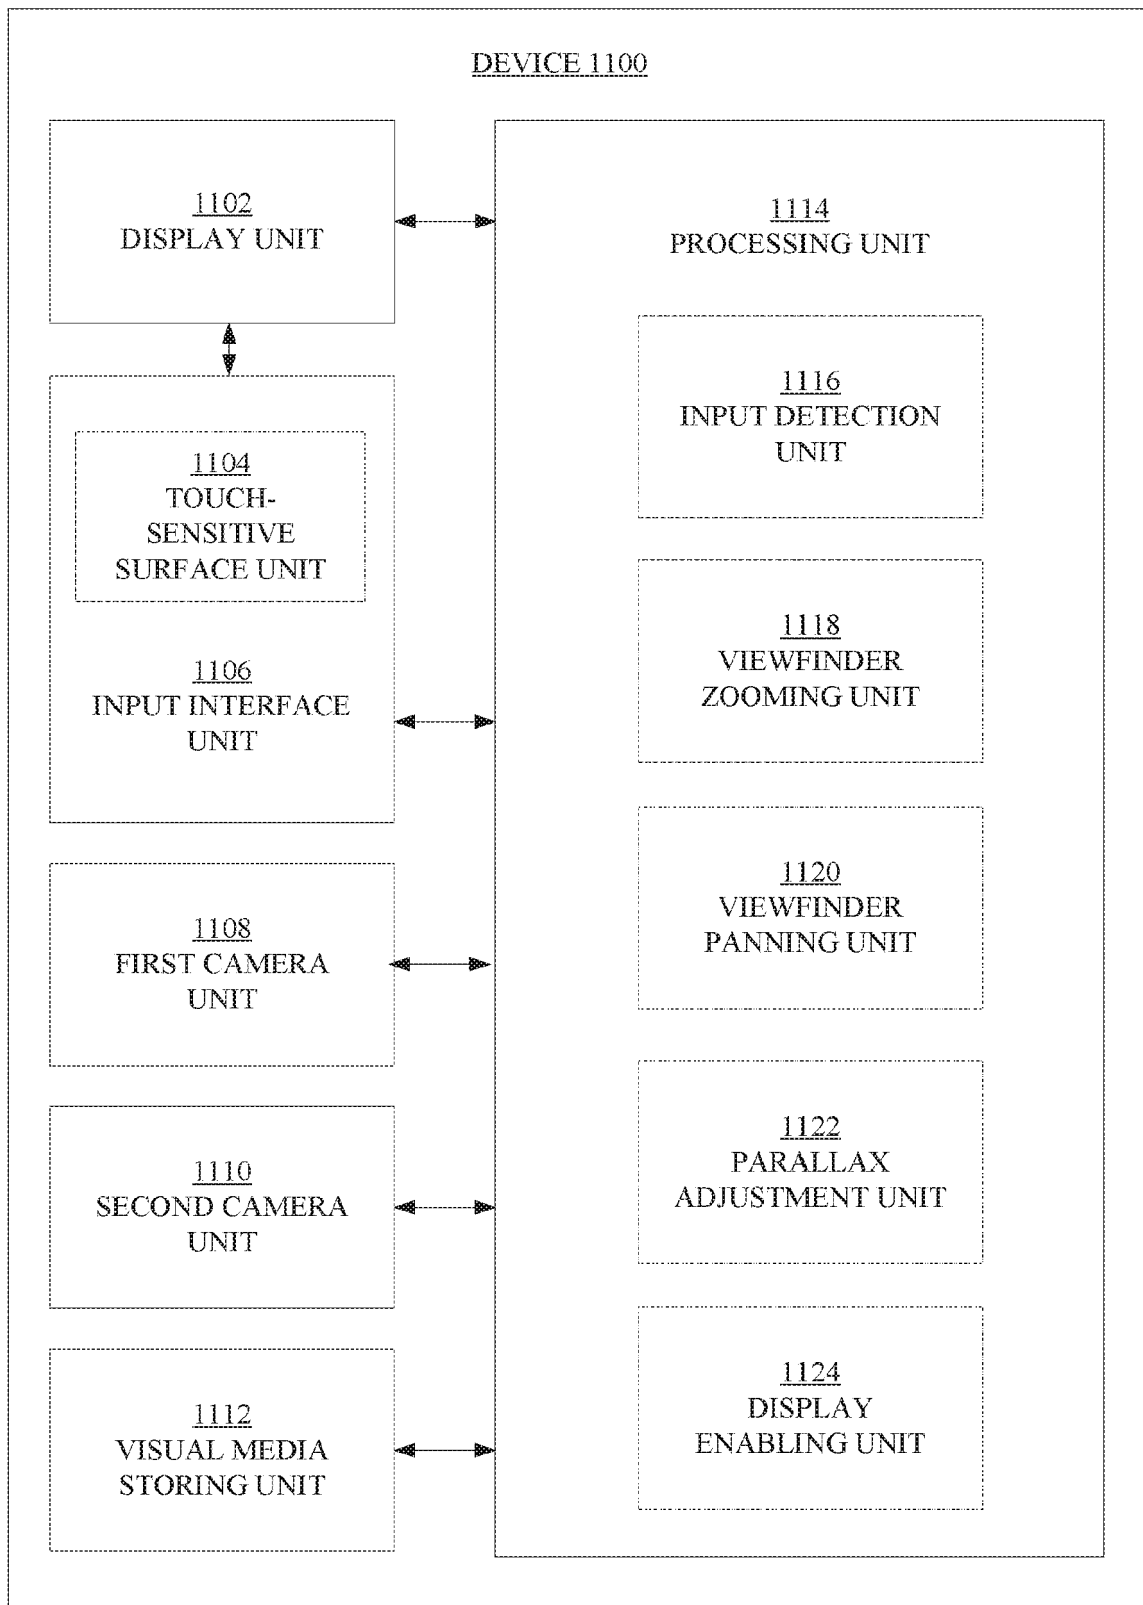 DEVICE 1100
1102
DISPLAY UNIT
1104
TOUCH-
SENSITIVE
SURFACE UNIT
1106
INPUT INTERFACE
UNIT
1108
FIRST CAMERA
UNIT
1110
SECOND CAMERA
UNIT
1112
VISUAL MEDIA
STORING UNIT
1114
PROCESSING UNIT
1116
INPUT DETECTION
UNIT
1118
VIEWFINDER
ZOOMING UNIT
1120
VIEWFINDER
PANNING UNIT
1122
PARALLAX
ADJUSTMENT UNIT
1124
DISPLAY
ENABLING UNIT